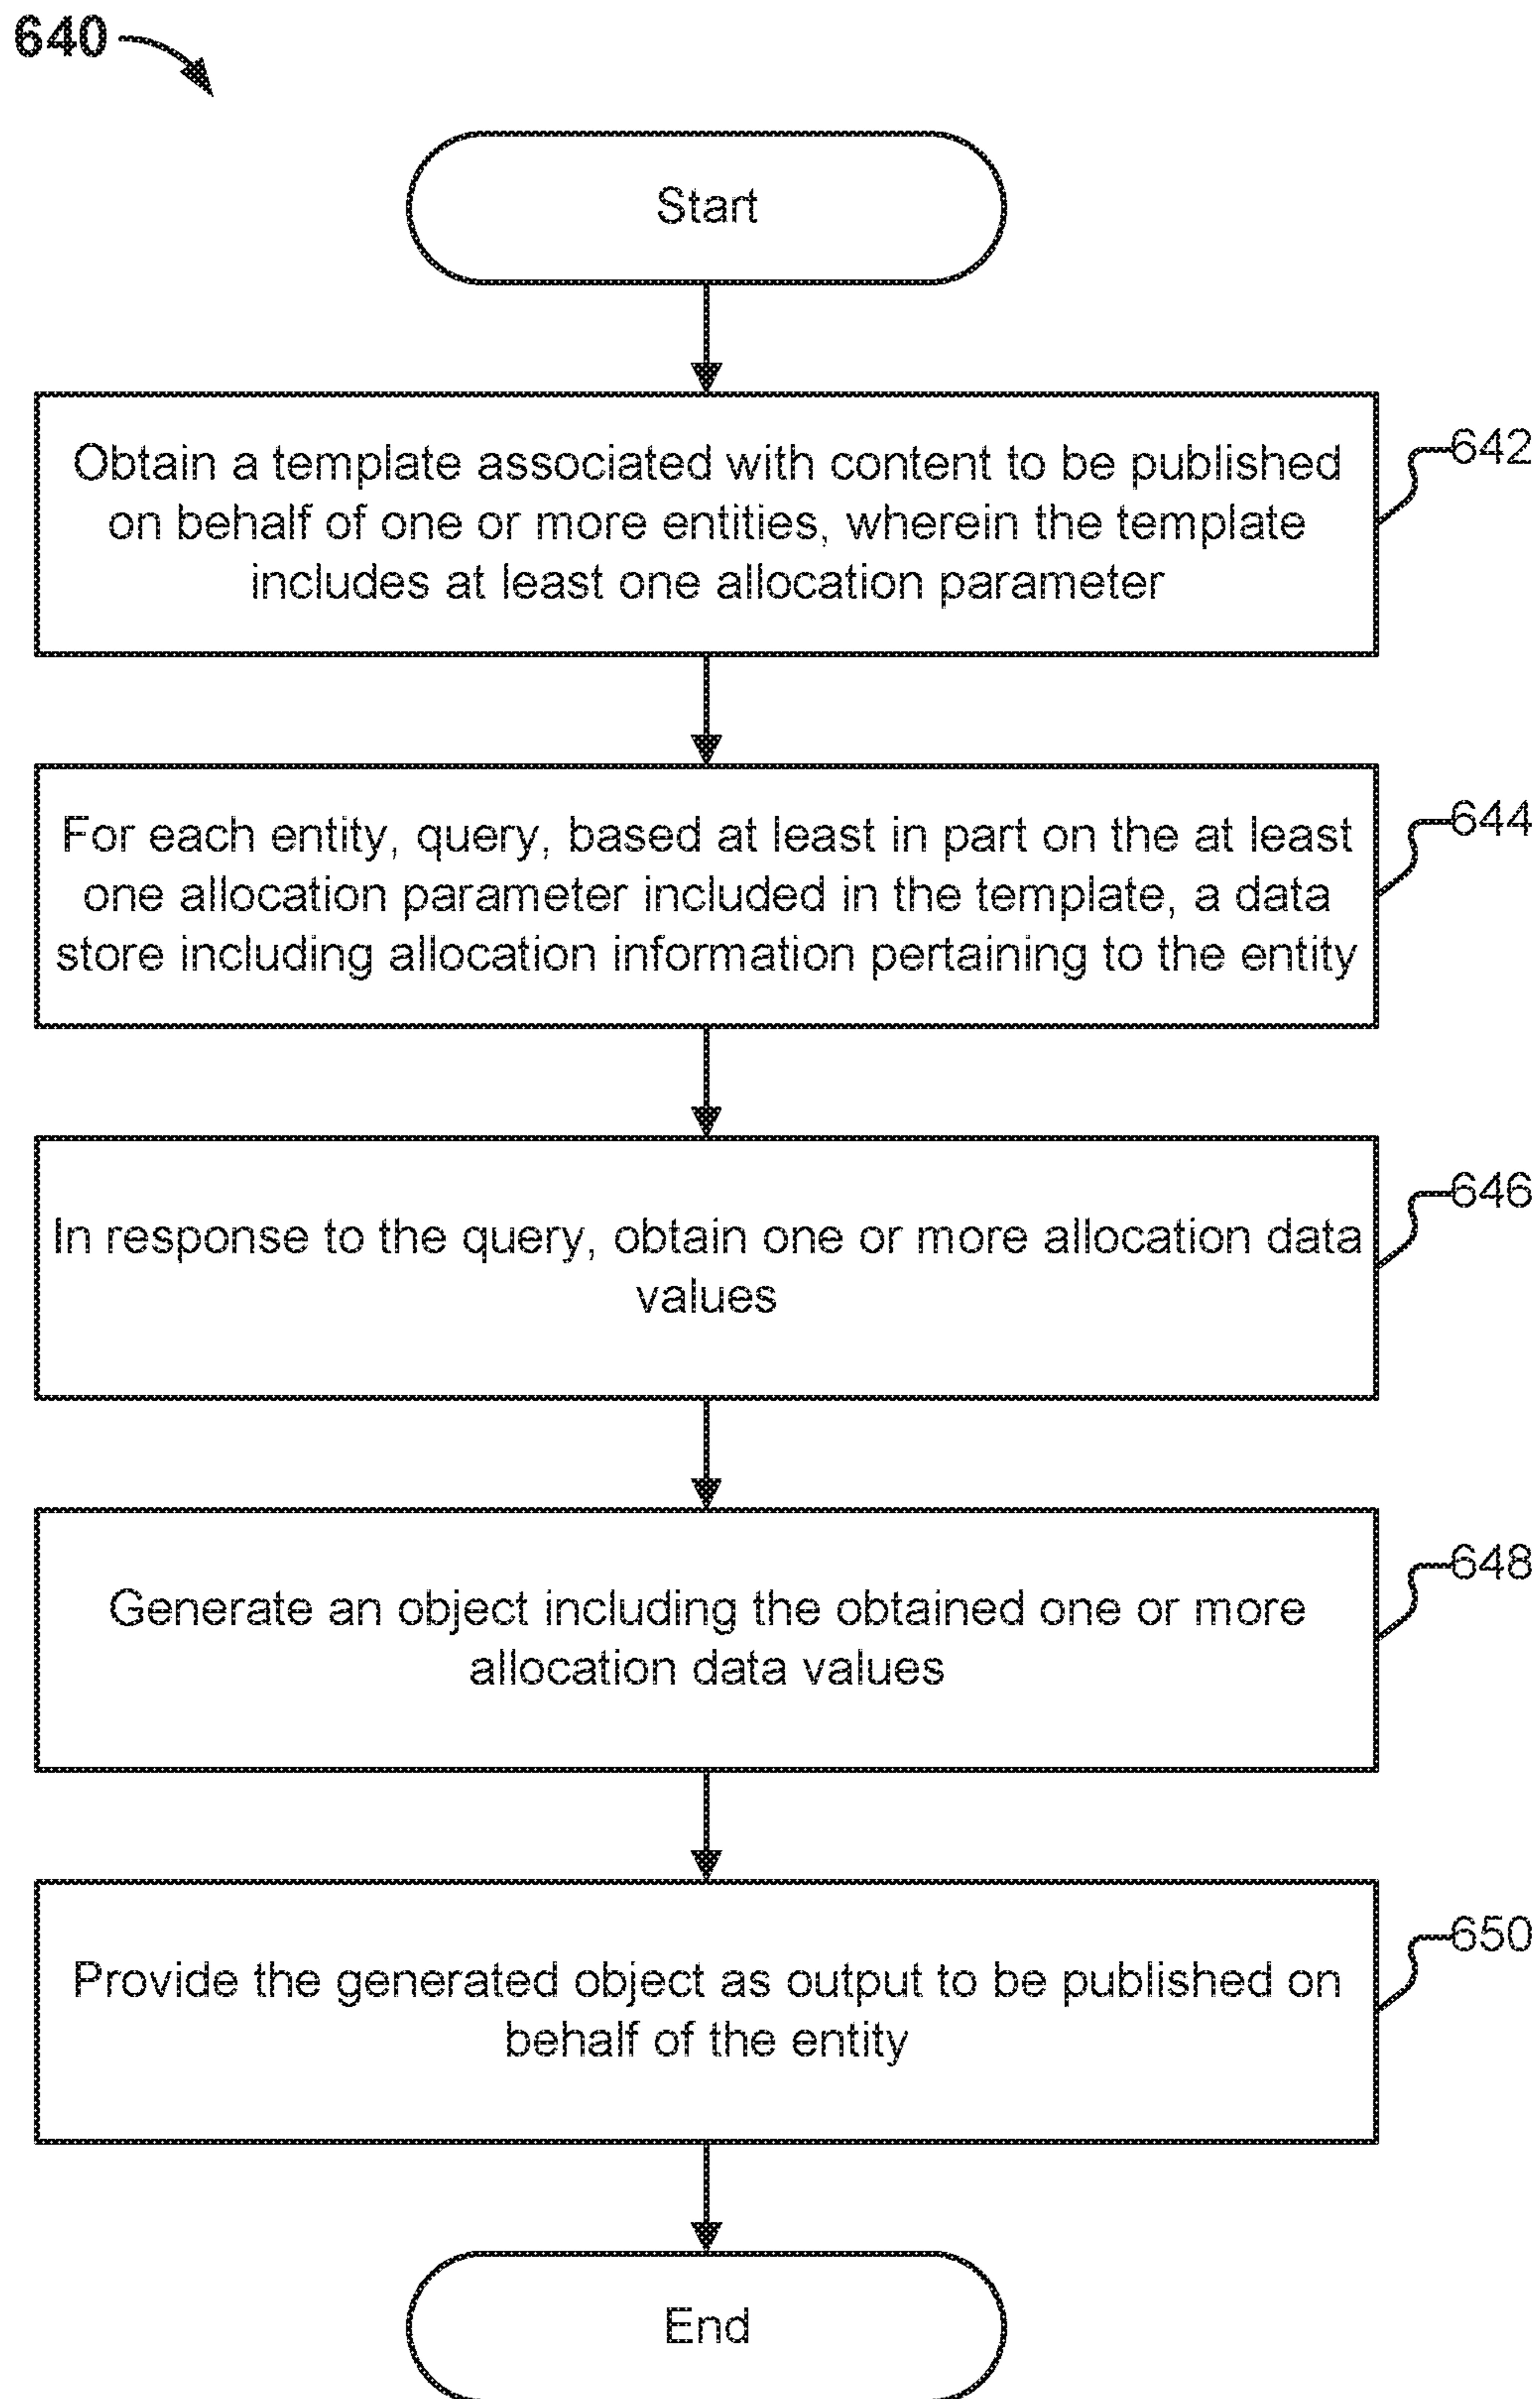 640
Start
Obtain a template associated with content to be published
on behalf of one or more entities, wherein the template
includes at least one allocation parameter
642
For each entity, query, based at least in part on the at least
one allocation parameter included in the template, a data
store including allocation information pertaining to the entity
644
In response to the query, obtain one or more allocation data
values
646
Generate an object including the obtained one or more
allocation data values
648
Provide the generated object as output to be published on
behalf of the entity
650
End